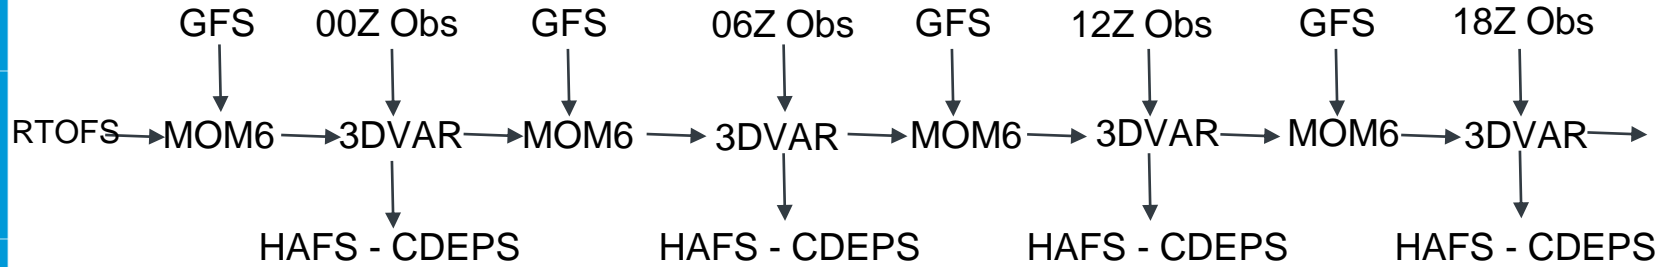 GFS 00Z Obs GFS 06Z Obs GFS 12Z Obs GFS 18Z Obs
RTOFS MOM6 3DVAR MOM6 3DVAR MOM6 3DVAR MOM6 3DVAR
HAFS - CDEPS HAFS - CDEPS HAFS - CDEPS HAFS - CDEPS